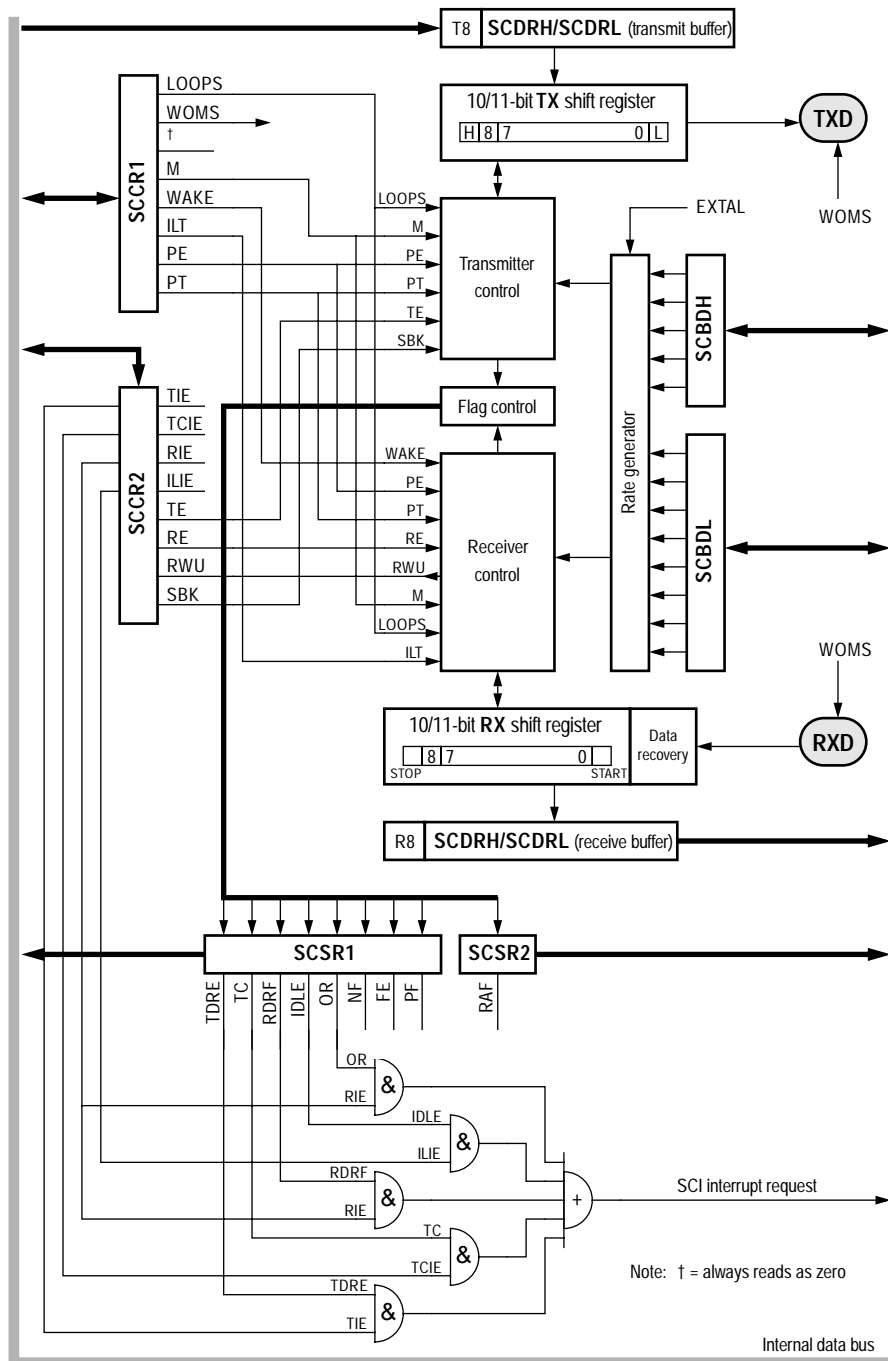 T8 SCDRH/SCDRL (transmit buffer)
10/11-bit TX shift register
H 8 7 0 L
TXD
WOMS
EXTAL
SCCR1
LOOPS
WOMS
†
M
WAKE
ILT
PE
PT
LOOPS
M
PE
PT
TE
SBK
Transmitter
control
Flag control
Rate generator
SCBDH
SCBDL
SCCR2
TIE
TCIE
RIE
ILIE
TE
RE
RWU
SBK
WAKE
PE
PT
RE
RWU
M
LOOPS
ILT
Receiver
control
WOMS
RXD
10/11-bit RX shift register
8 7 0
STOP START
Data
recovery
R8 SCDRH/SCDRL (receive buffer)
SCSR1
SCSR2
TDRE
TC
RDRF
IDLE
OR
NF
FE
PF
RAF
OR
RIE
&
IDLE
ILIE
&
RDRF
RIE
&
TC
TCIE
&
TDRE
TIE
&
+
SCI interrupt request
Note: † = always reads as zero
Internal data bus